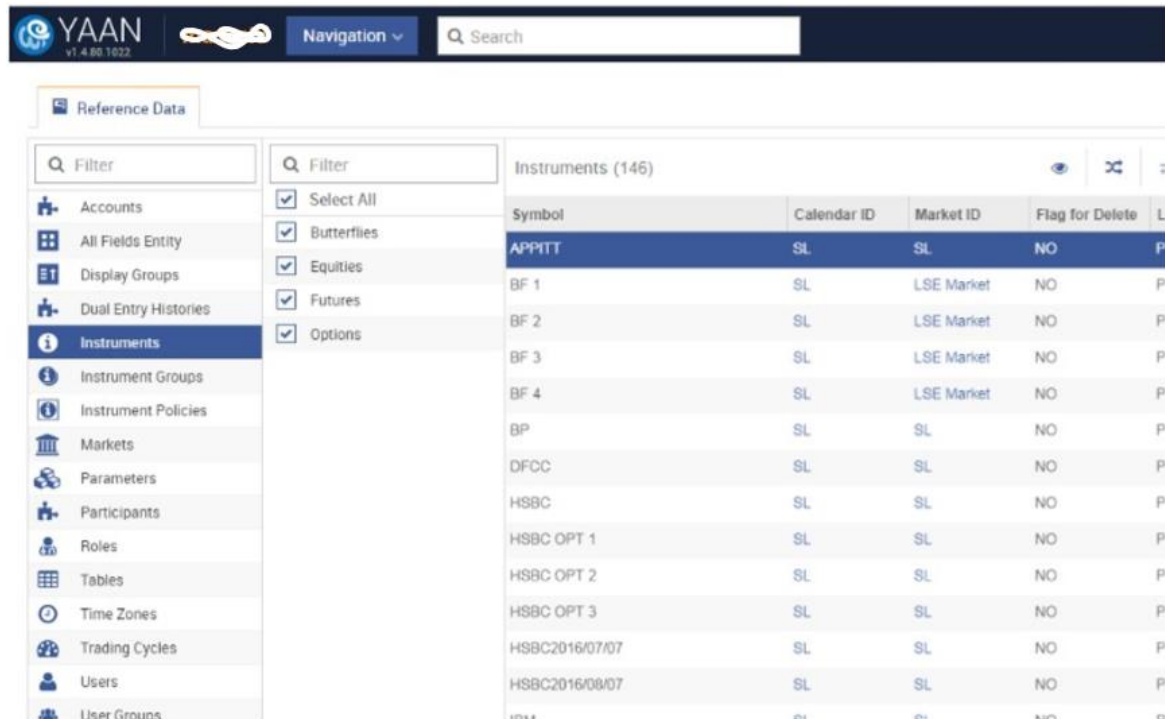 YAAN
v1.4.80.1022
Navigation
Search
Reference Data
Filter
Accounts
All Fields Entity
Display Groups
Dual Entry Histories
Instruments
Instrument Groups
Instrument Policies
Markets
Parameters
Participants
Roles
Tables
Time Zones
Trading Cycles
Users
User Groups
Filter
Select All
Butterflies
Equities
Futures
Options
Instruments (146)
Symbol Calendar ID Market ID Flag for Delete L
APPITT SL SL NO P
BF 1 SL LSE Market NO P
BF 2 SL LSE Market NO P
BF 3 SL LSE Market NO P
BF 4 SL LSE Market NO P
BP SL SL NO P
DFCC SL SL NO P
HSBC SL SL NO P
HSBC OPT 1 SL SL NO P
HSBC OPT 2 SL SL NO P
HSBC OPT 3 SL SL NO P
HSBC2016/07/07 SL SL NO P
HSBC2016/08/07 SL SL NO P
IBM SL SL NO P